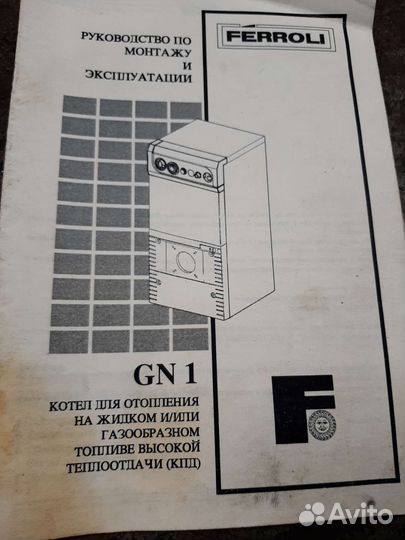 РУКОВОДСТВО ПО
МОНТАЖУ
И
ЭКСПЛУАТАЦИИ
FERROLI
GN 1
КОТЕЛ ДЛЯ ОТОПЛЕНИЯ
НА ЖИДКОМ И/ИЛИ
ГАЗООБРАЗНОМ
ТОПЛИВЕ ВЫСОКОЙ
ТЕПЛООТДАЧИ (КПД)
F
Avito